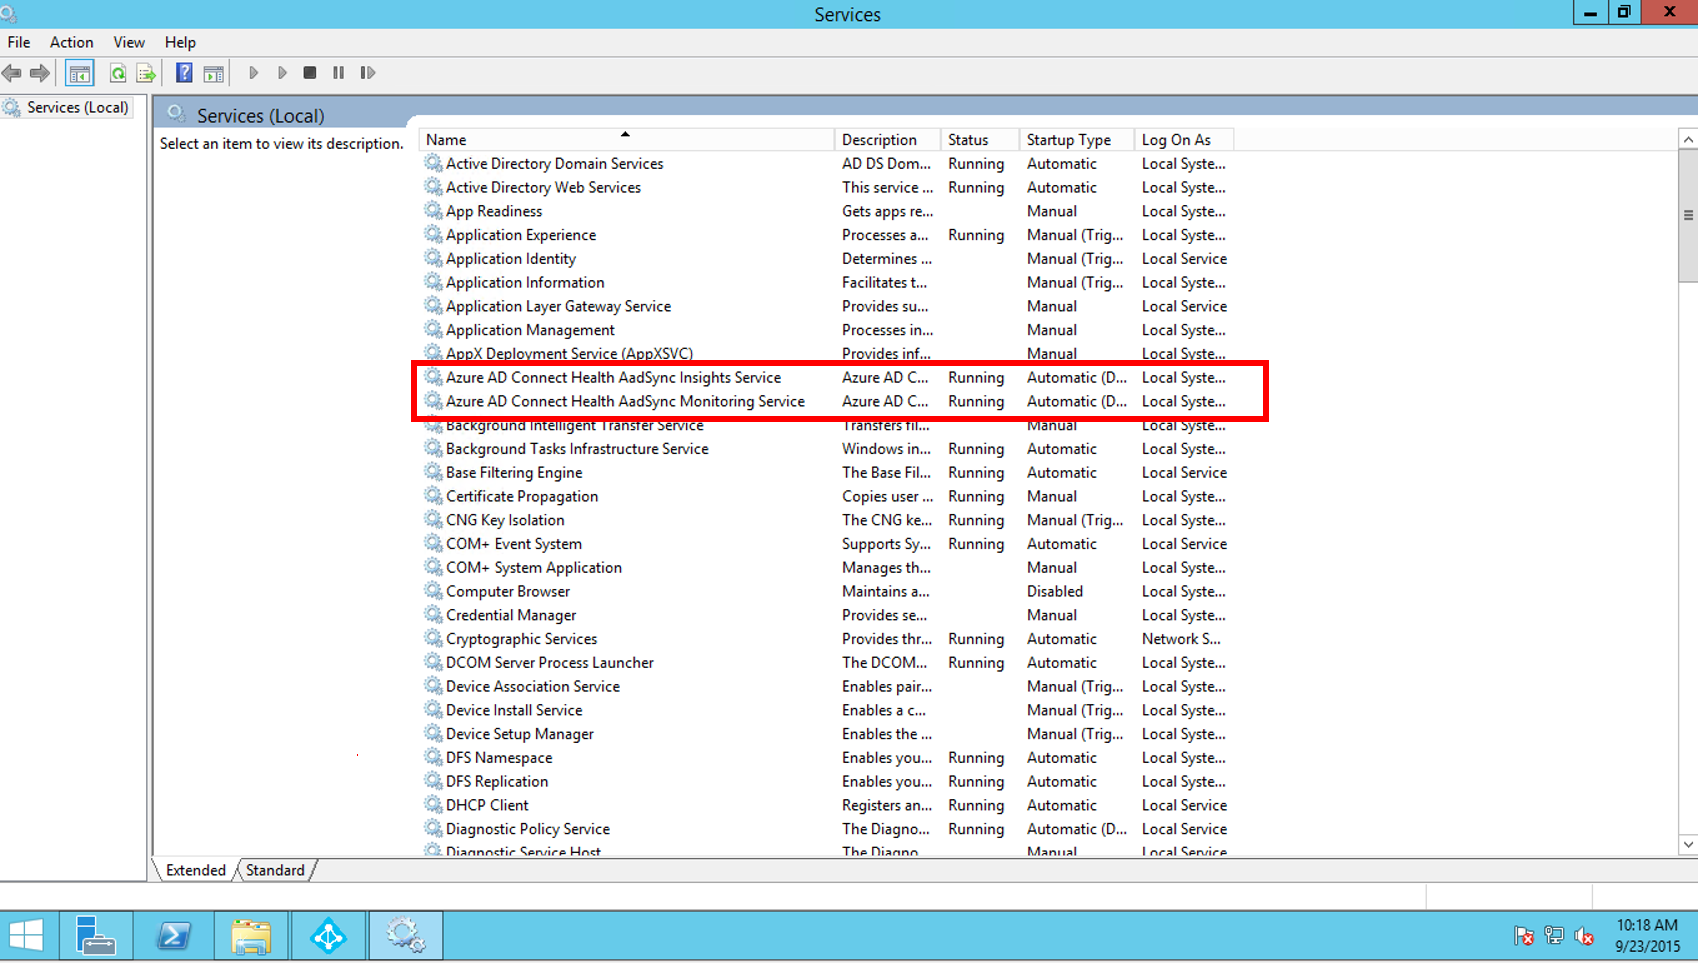 Services
File Action View Help
Services (Local)
Services (Local)
Select an item to view its description.
Name Description Status Startup Type Log On As
Active Directory Domain Services AD DS Dom... Running Automatic Local Syste...
Active Directory Web Services This service ... Running Automatic Local Syste...
App Readiness Gets apps re... Manual Local Syste...
Application Experience Processes a... Running Manual (Trig... Local Syste...
Application Identity Determines ... Manual (Trig... Local Service
Application Information Facilitates t... Manual (Trig... Local Syste...
Application Layer Gateway Service Provides su... Manual Local Service
Application Management Processes in... Manual Local Syste...
AppX Deployment Service (AppXSVC) Provides inf... Manual Local Syste...
Azure AD Connect Health AadSync Insights Service Azure AD C... Running Automatic (D... Local Syste...
Azure AD Connect Health AadSync Monitoring Service Azure AD C... Running Automatic (D... Local Syste...
Background Intelligent Transfer Service Transfers fil... Manual Local Syste...
Background Tasks Infrastructure Service Windows in... Running Automatic Local Syste...
Base Filtering Engine The Base Fil... Running Automatic Local Service
Certificate Propagation Copies user ... Running Manual Local Syste...
CNG Key Isolation The CNG ke... Running Manual (Trig... Local Syste...
COM+ Event System Supports Sy... Running Automatic Local Service
COM+ System Application Manages th... Manual Local Syste...
Computer Browser Maintains a... Disabled Local Syste...
Credential Manager Provides se... Manual Local Syste...
Cryptographic Services Provides thr... Running Automatic Network S...
DCOM Server Process Launcher The DCOM... Running Automatic Local Syste...
Device Association Service Enables pair... Manual (Trig... Local Syste...
Device Install Service Enables a c... Manual (Trig... Local Syste...
Device Setup Manager Enables the ... Manual (Trig... Local Syste...
DFS Namespace Enables you... Running Automatic Local Syste...
DFS Replication Enables you... Running Automatic Local Syste...
DHCP Client Registers an... Running Automatic Local Service
Diagnostic Policy Service The Diagno... Running Automatic (D... Local Service
Diagnostic Service Host The Diagno... Manual Local Service
Extended Standard
10:18 AM
9/23/2015